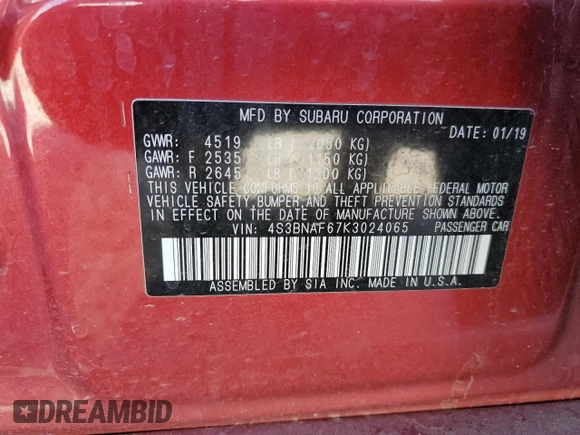 MFD BY SUBARU CORPORATION
DATE: 01/19
GVWR: 4519 LB ( 2050 KG)
GAWR: F 2535 LB ( 1150 KG)
GAWR: R 2645 LB ( 1200 KG)
THIS VEHICLE CONFORMS TO ALL APPLICABLE FEDERAL MOTOR
VEHICLE SAFETY, BUMPER, AND THEFT PREVENTION STANDARDS
IN EFFECT ON THE DATE OF MANUFACTURE SHOWN ABOVE.
VIN: 4S3BNAF67K3024065 PASSENGER CAR
ASSEMBLED BY SIA INC. MADE IN U.S.A.
DREAMBID